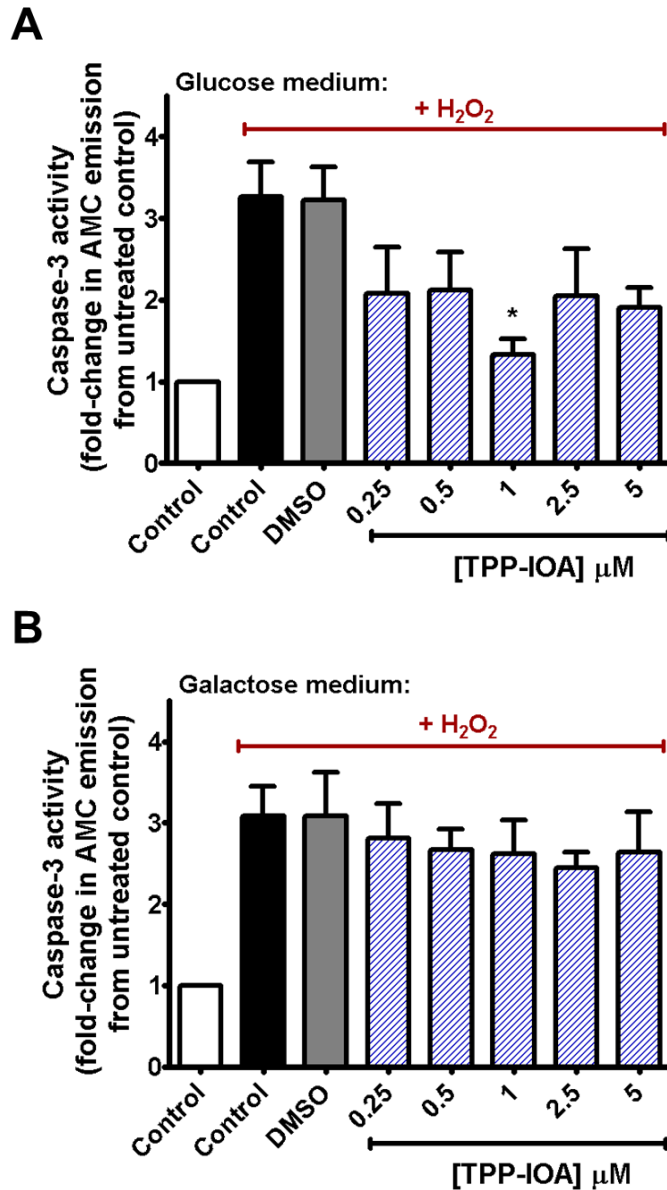 A
Glucose medium:
+ H₂O₂
Caspase-3 activity
(fold-change in AMC emission
from untreated control)
4
3
2
1
0
*
Control
Control
DMSO
0.25
0.5
1
2.5
5
[TPP-IOA] μM
B
Galactose medium:
+ H₂O₂
Caspase-3 activity
(fold-change in AMC emission
from untreated control)
4
3
2
1
0
Control
Control
DMSO
0.25
0.5
1
2.5
5
[TPP-IOA] μM